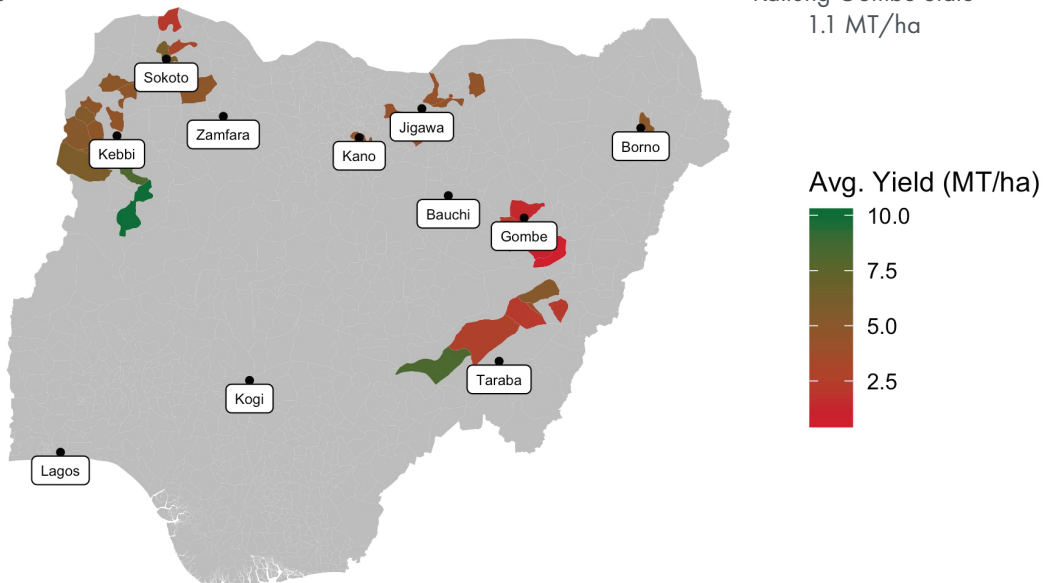 1.1 MT/ha
Sokoto
Zamfara
Kebbi
Kano
Jigawa
Borno
Bauchi
Gombe
Taraba
Kogi
Lagos
Avg. Yield (MT/ha)
10.0
7.5
5.0
2.5